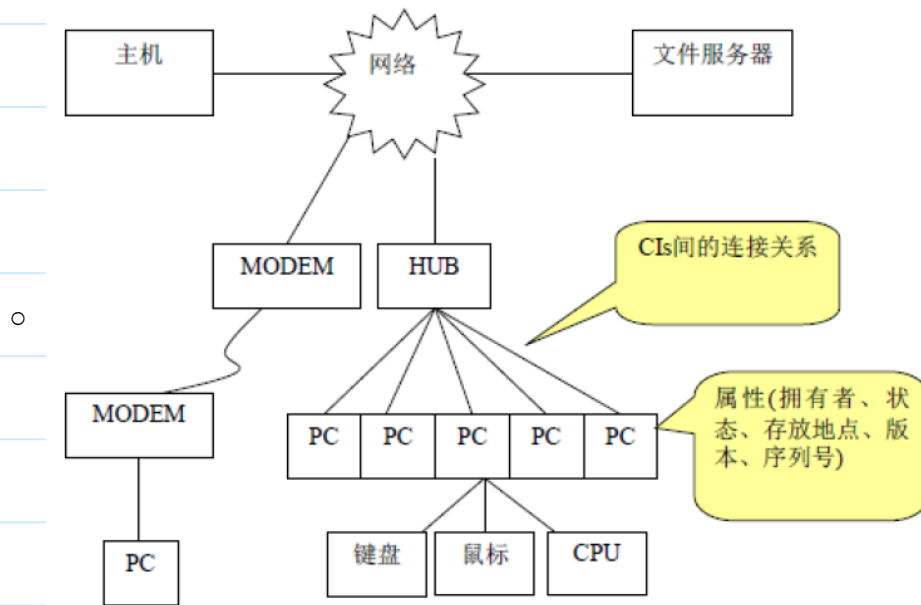 主机
网络
文件服务器
MODEM
HUB
CIs间的连接关系
MODEM
PC
PC
PC
PC
PC
属性(拥有者、状
态、存放地点、版
本、序列号)
PC
键盘
鼠标
CPU